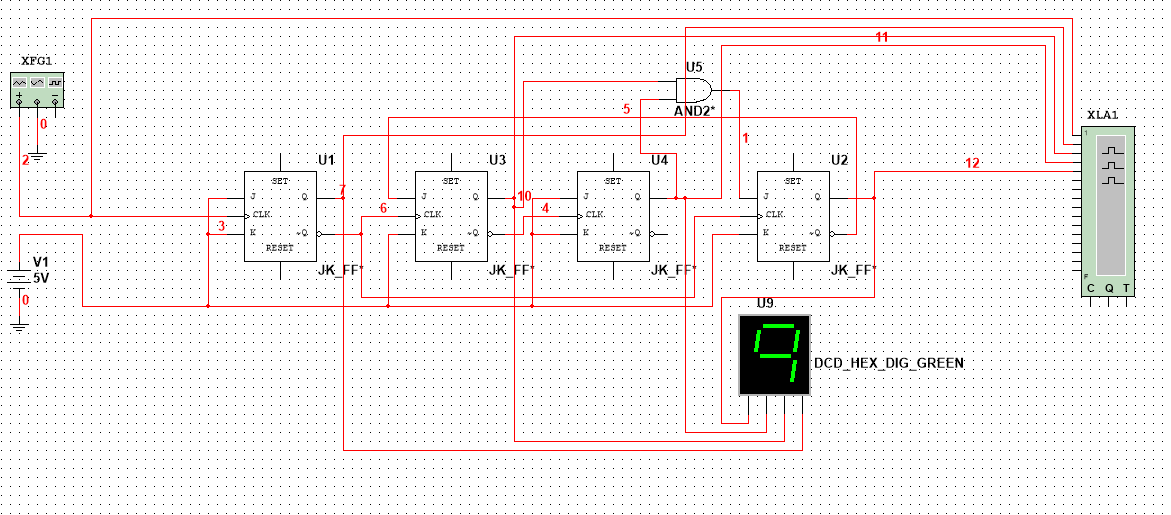 11
XFG1
U5
+
−
5
AND2*
XLA1
0
1
1
2
U1
U3
U4
U2
12
SET
SET
SET
SET
J
Q
7
J
Q
10
J
Q
J
Q
3
CLK
6
CLK
4
CLK
CLK
K
~Q
K
~Q
K
~Q
K
~Q
RESET
RESET
RESET
RESET
V1
5V
JK_FF*
JK_FF*
JK_FF*
JK_FF*
F
C Q T
0
U9
9
DCD_HEX_DIG_GREEN